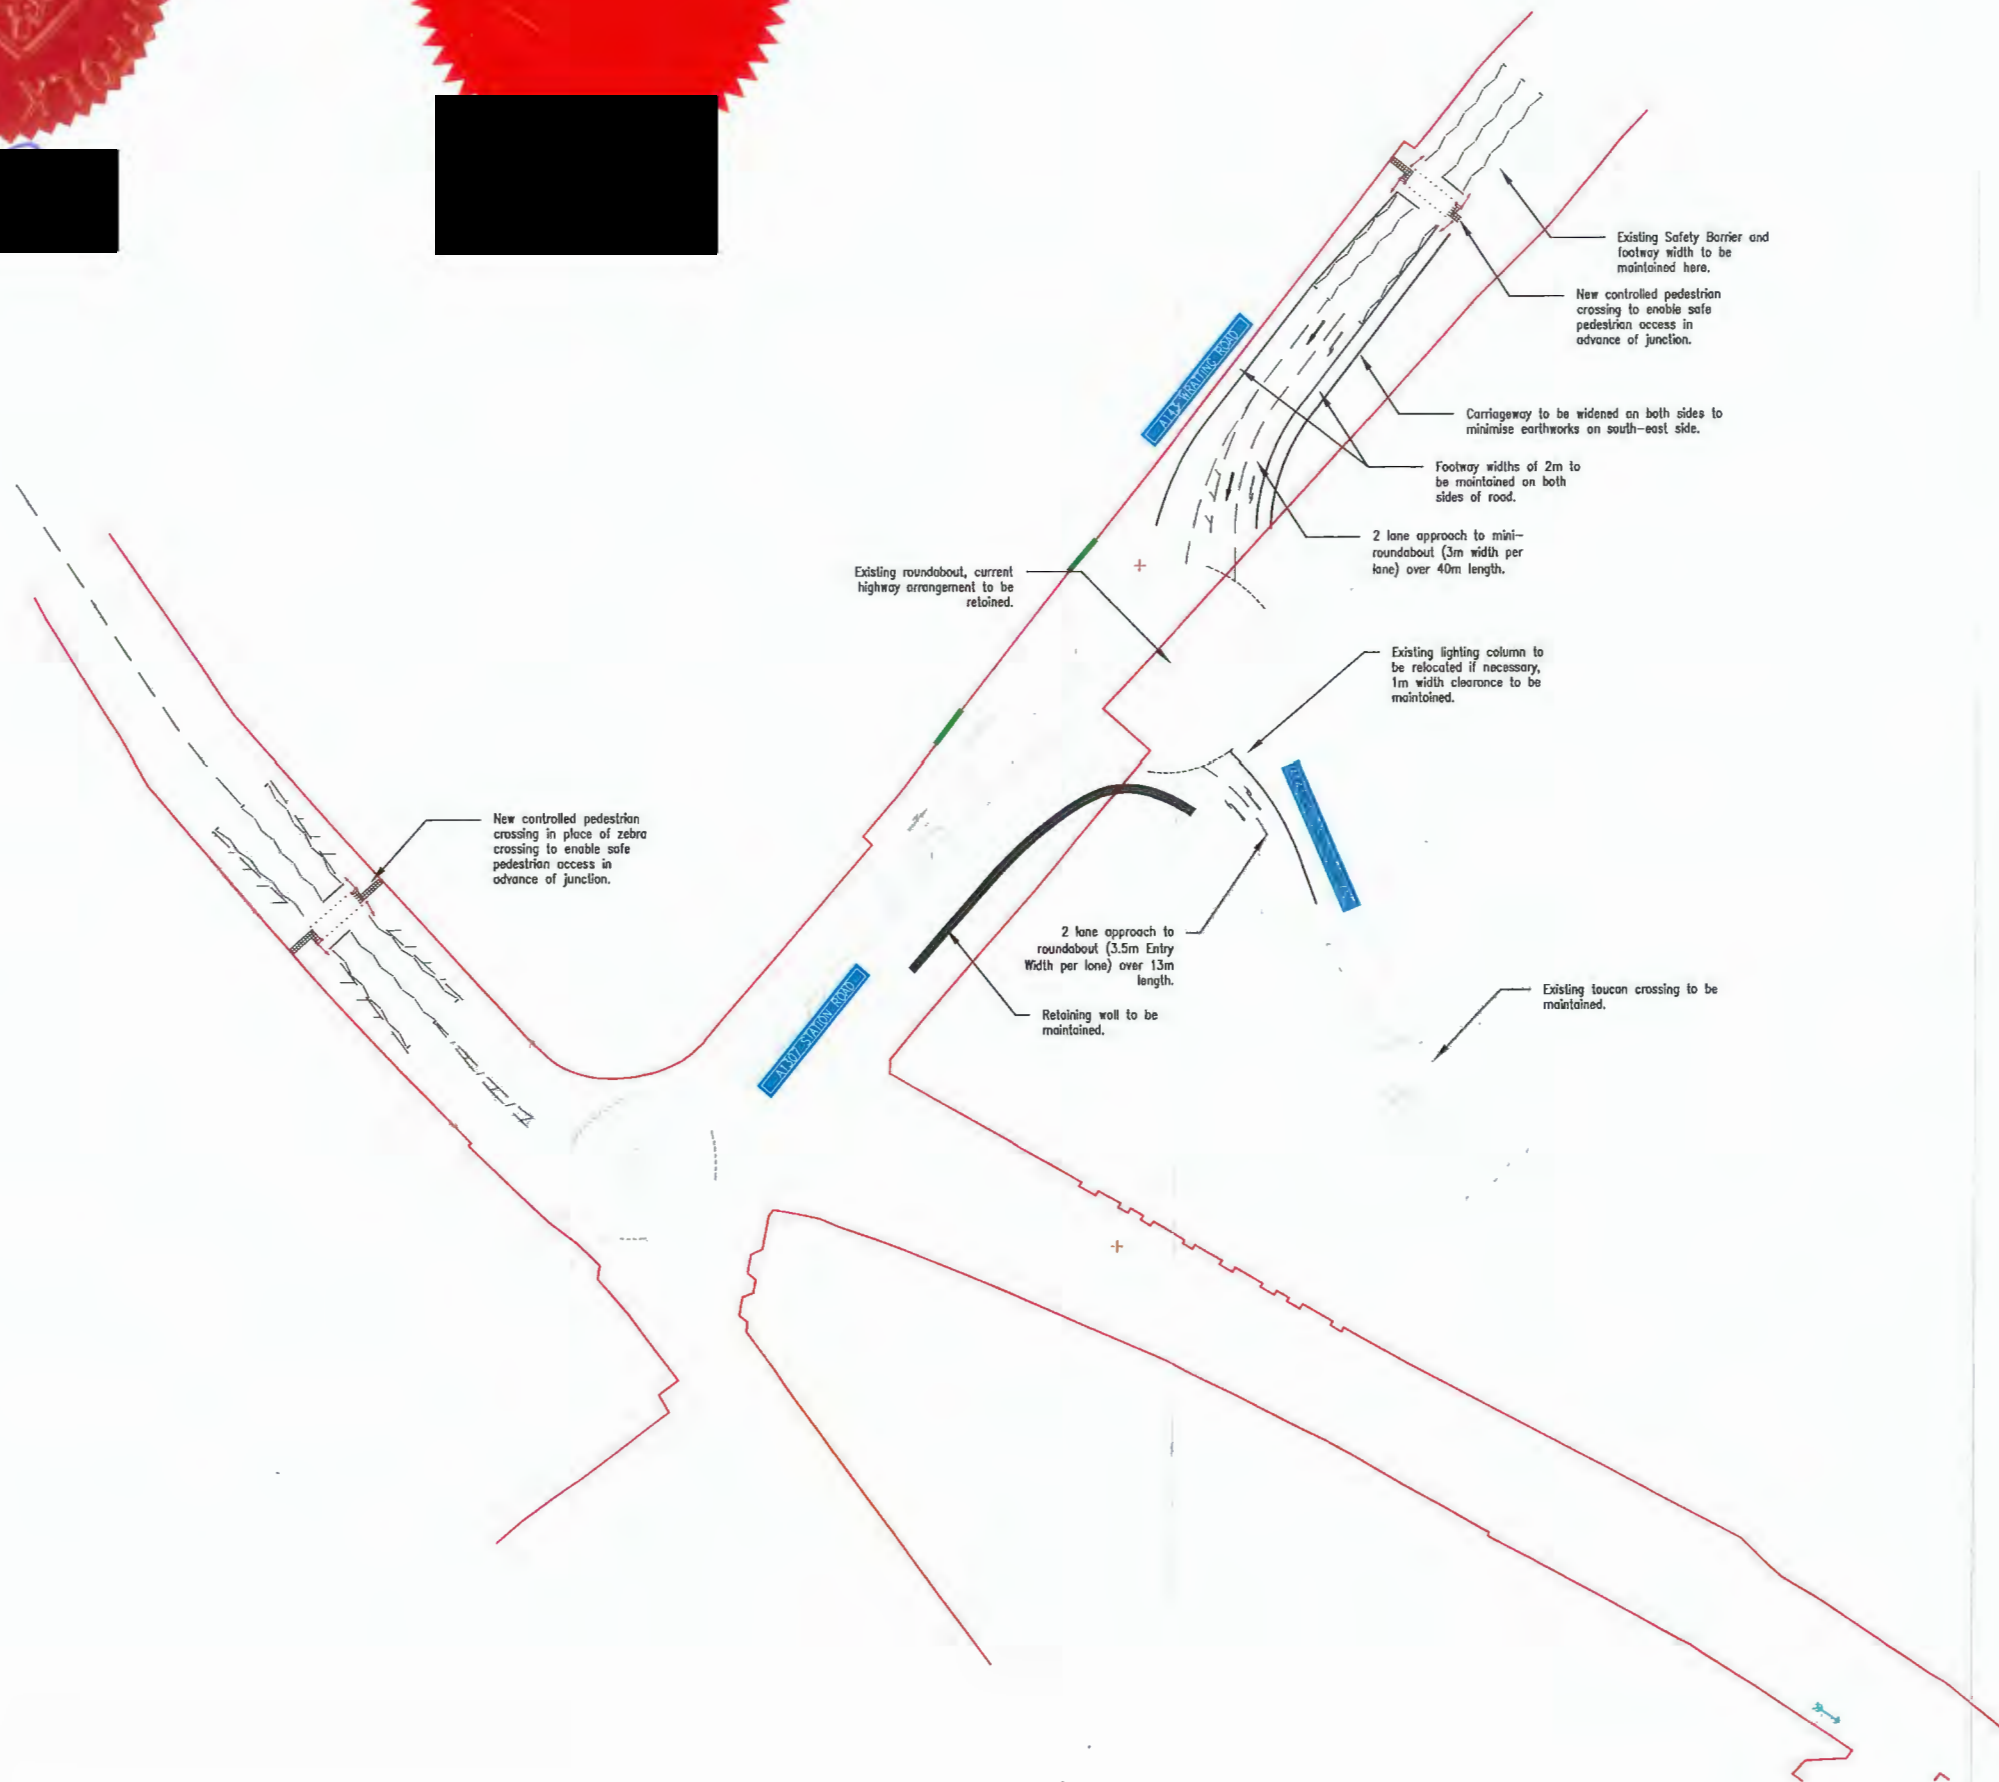 Existing Safety Barrier and
footway width to be
maintained here.
New controlled pedestrian
crossing to enable safe
pedestrian access in
advance of junction.
A143 WRATTING ROAD
Carriageway to be widened on both sides to
minimise earthworks on south-east side.
Footway widths of 2m to
be maintained on both
sides of road.
2 lane approach to mini-
roundabout (3m width per
lane) over 40m length.
Existing roundabout, current
highway arrangement to be
retained.
Existing lighting column to
be relocated if necessary,
1m width clearance to be
maintained.
New controlled pedestrian
crossing in place of zebra
crossing to enable safe
pedestrian access in
advance of junction.
2 lane approach to
roundabout (3.5m Entry
Width per lane) over 13m
length.
Existing toucan crossing to be
maintained.
Retaining wall to be
maintained.
A1307 STATION ROAD